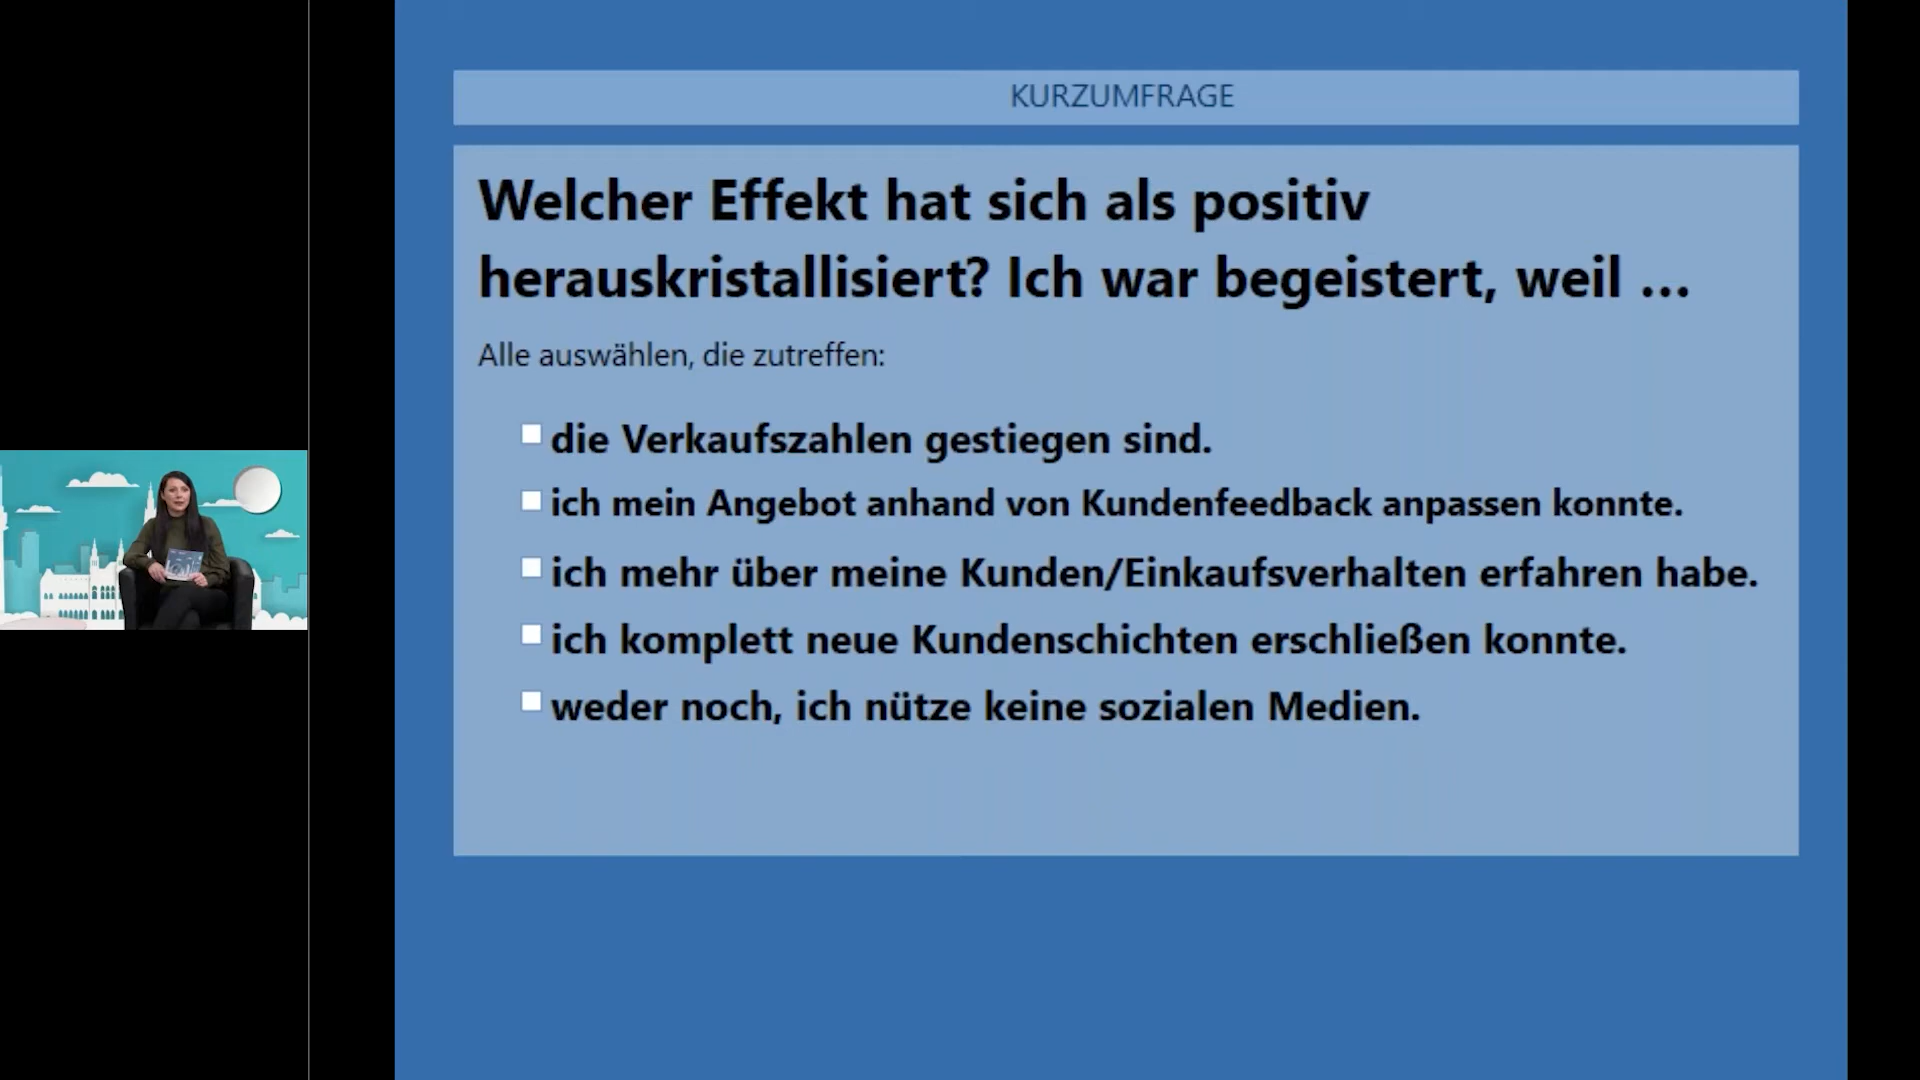 KURZUMFRAGE
Welcher Effekt hat sich als positiv
herauskristallisiert? Ich war begeistert, weil ...
Alle auswählen, die zutreffen:
die Verkaufszahlen gestiegen sind.
ich mein Angebot anhand von Kundenfeedback anpassen konnte.
ich mehr über meine Kunden/Einkaufsverhalten erfahren habe.
ich komplett neue Kundenschichten erschließen konnte.
weder noch, ich nütze keine sozialen Medien.